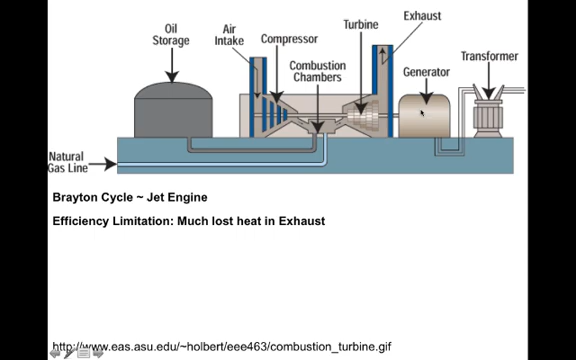 Oil
Storage
Air
Intake
Compressor
Combustion
Chambers
Turbine
Exhaust
Generator
Transformer
Natural
Gas Line
Brayton Cycle ~ Jet Engine
Efficiency Limitation: Much lost heat in Exhaust
http://www.eas.asu.edu/~holbert/eee463/combustion_turbine.gif